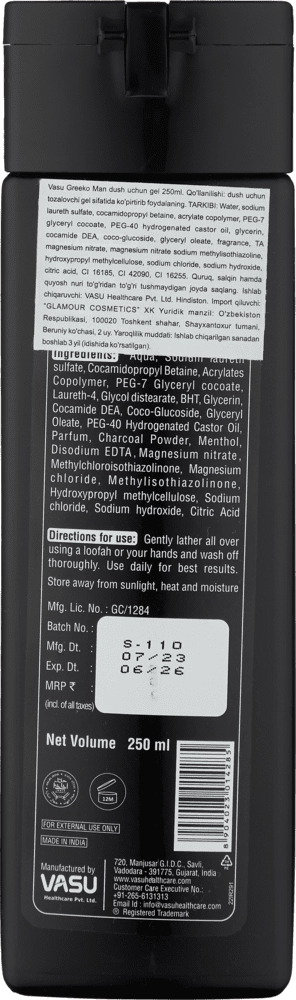 Vasu Greeko Man dush uchun gel 250ml. Qo'llanilishi: dush uchun
tozalovchi gel sifatida ko'pirtirib foydalaning. TARKIBI: Water, sodium
laureth sulfate, cocamidopropyl betaine, acrylate copolymer, PEG-7
glyceryl cocoate, PEG-40 hydrogenated castor oil, glycerin,
cocamide DEA, coco-glucoside, glyceryl oleate, fragrance, TA
magnesium nitrate, magnesium nitrate sodium methylisothiazoline,
hydroxypropyl methylcellulose, sodium chloride, sodium hydroxide,
citric acid, CI 16185, CI 42090, CI 16255. Quruq, salqin hamda
quyosh nuri to'g'ridan to'g'ri tushmaydigan joyda saqlang. Ishlab
chiqaruvchi: VASU Healthcare Pvt. Ltd. Hindiston. Import qiluvchi:
"GLAMOUR COSMETICS" XK Yuridik manzil: O'zbekiston
Respublikasi, 100020 Toshkent shahar, Shayxantoxur tumani,
Beruniy ko'chasi, 2 uy. Yaroqlilik muddati: Ishlab chiqarilgan sanadan
boshlab 3 yil (idishida ko'rsatilgan).
Ingredients: Aqua, Sodium laureth
sulfate, Cocamidopropyl Betaine, Acrylates
Copolymer, PEG-7 Glyceryl cocoate,
Laureth-4, Glycol distearate, BHT, Glycerin,
Cocamide DEA, Coco-Glucoside, Glyceryl
Oleate, PEG-40 Hydrogenated Castor Oil,
Parfum, Charcoal Powder, Menthol,
Disodium EDTA, Magnesium nitrate,
Methylchloroisothiazolinone, Magnesium
chloride, Methylisothiazolinone,
Hydroxypropyl methylcellulose, Sodium
chloride, Sodium hydroxide, Citric Acid
Directions for use: Gently lather all over
using a loofah or your hands and wash off
thoroughly. Use daily for best results.
Store away from sunlight, heat and moisture
Mfg. Lic. No. : GC/1284
Batch No. : S-110
Mfg. Dt. : 07/23
Exp. Dt. : 06/26
MRP ₹ :
(incl. of all taxes)
Net Volume 250 ml
8904023014285
12M
FOR EXTERNAL USE ONLY
MADE IN INDIA
Manufactured by
VASU
Healthcare Pvt. Ltd.
720, Manjusar G.I.D.C., Savli,
Vadodara - 391775, Gujarat, India
www.vasuhealthcare.com
Customer Care Executive No.:
+91-265-6131313
Email Id : info@vasuhealthcare.com
® Registered Trademark